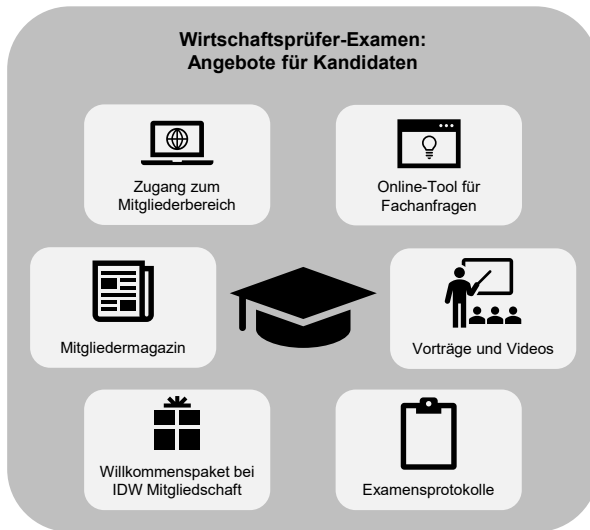 Wirtschaftsprüfer-Examen:
Angebote für Kandidaten
Zugang zum
Mitgliederbereich
Online-Tool für
Fachanfragen
Mitgliedermagazin
Vorträge und Videos
Willkommenspaket bei
IDW Mitgliedschaft
Examensprotokolle